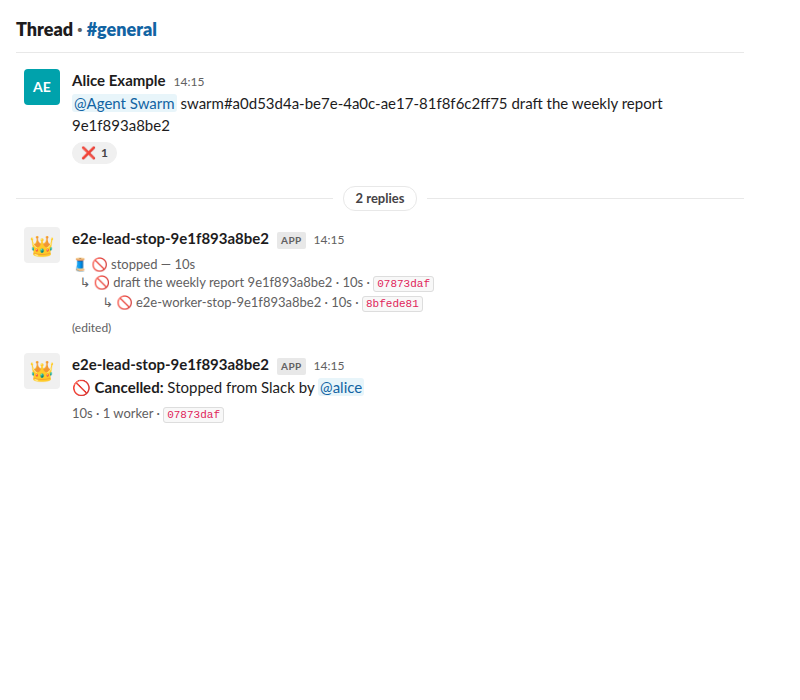 Thread • #general
AE
Alice Example 14:15
@Agent Swarm swarm#a0d53d4a-be7e-4a0c-ae17-81f8f6c2ff75 draft the weekly report
9e1f893a8be2
❌ 1
2 replies
e2e-lead-stop-9e1f893a8be2 APP 14:15
🧵 🚫 stopped — 10s
↳ 🚫 draft the weekly report 9e1f893a8be2 · 10s · 07873daf
↳ 🚫 e2e-worker-stop-9e1f893a8be2 · 10s · 8bfede81
(edited)
e2e-lead-stop-9e1f893a8be2 APP 14:15
🚫 Cancelled: Stopped from Slack by @alice
10s · 1 worker · 07873daf